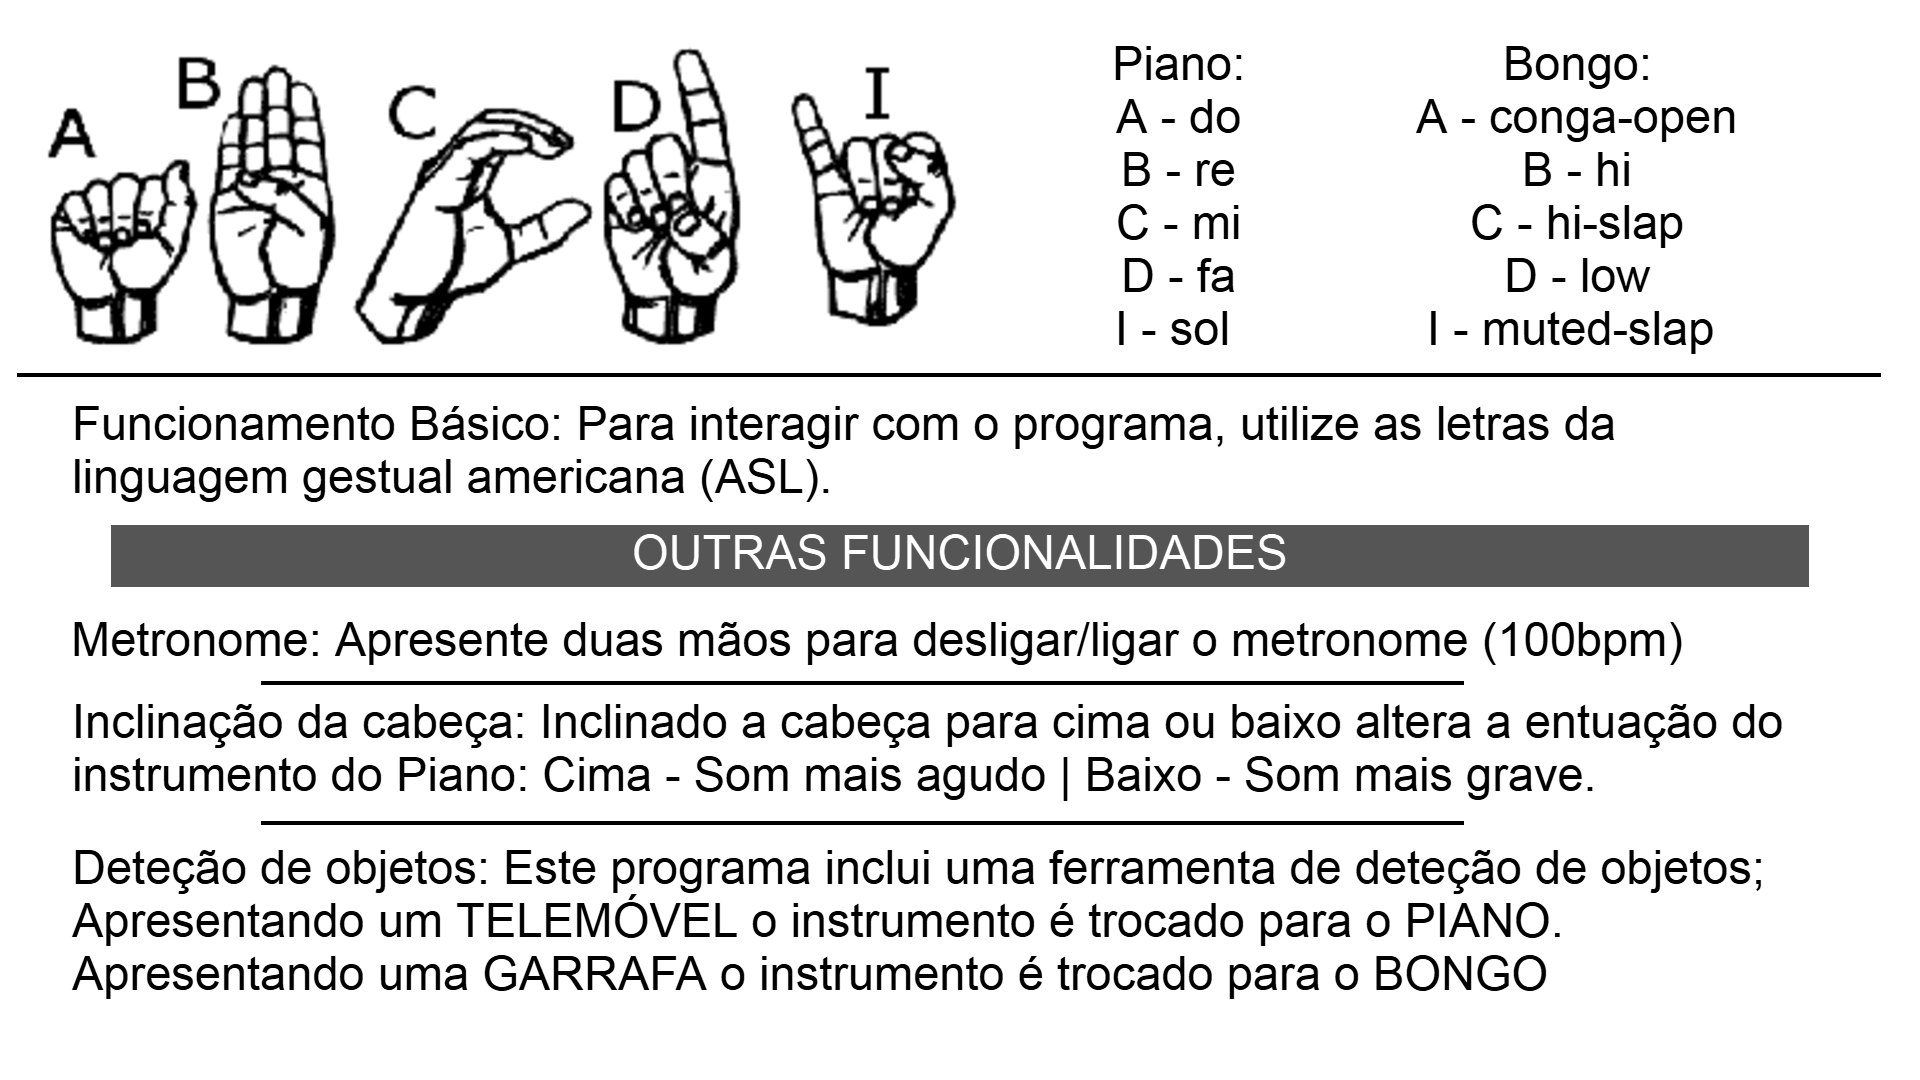 A
B
C
D
I
Piano:
A - do
B - re
C - mi
D - fa
I - sol
Bongo:
A - conga-open
B - hi
C - hi-slap
D - low
I - muted-slap
Funcionamento Básico: Para interagir com o programa, utilize as letras da
linguagem gestual americana (ASL).
OUTRAS FUNCIONALIDADES
Metronome: Apresente duas mãos para desligar/ligar o metronome (100bpm)
Inclinação da cabeça: Inclinado a cabeça para cima ou baixo altera a entuação do
instrumento do Piano: Cima - Som mais agudo | Baixo - Som mais grave.
Deteção de objetos: Este programa inclui uma ferramenta de deteção de objetos;
Apresentando um TELEMÓVEL o instrumento é trocado para o PIANO.
Apresentando uma GARRAFA o instrumento é trocado para o BONGO